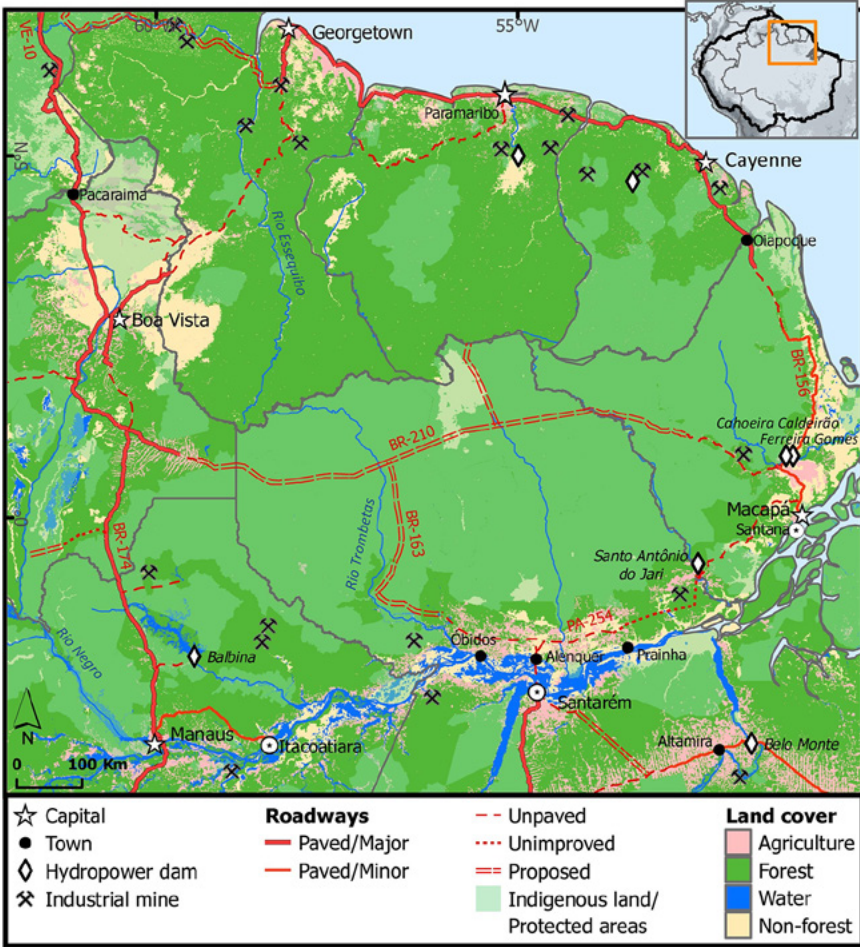 60°W
55°W
Georgetown
VE-10
Paramaribo
N°5
Cayenne
Pacaraima
Oiapoque
Rio Essequibo
Boa Vista
BR-156
Cahoeira Caldeirão
Ferreira Gomes
BR-210
BR-163
Rio Trombetas
Macapá
Santana
0°
BR-174
Santo Antônio
do Jari
PA-254
Rio Negro
Óbidos
Alenquer
Prainha
Balbina
Santarém
N
Manaus
Itacoatiara
Altamira
Belo Monte
0 100 Km
Capital
Roadways
Unpaved
Land cover
Town
Paved/Major
Unimproved
Agriculture
Hydropower dam
Paved/Minor
Proposed
Forest
Industrial mine
Indigenous land/
Protected areas
Water
Non-forest